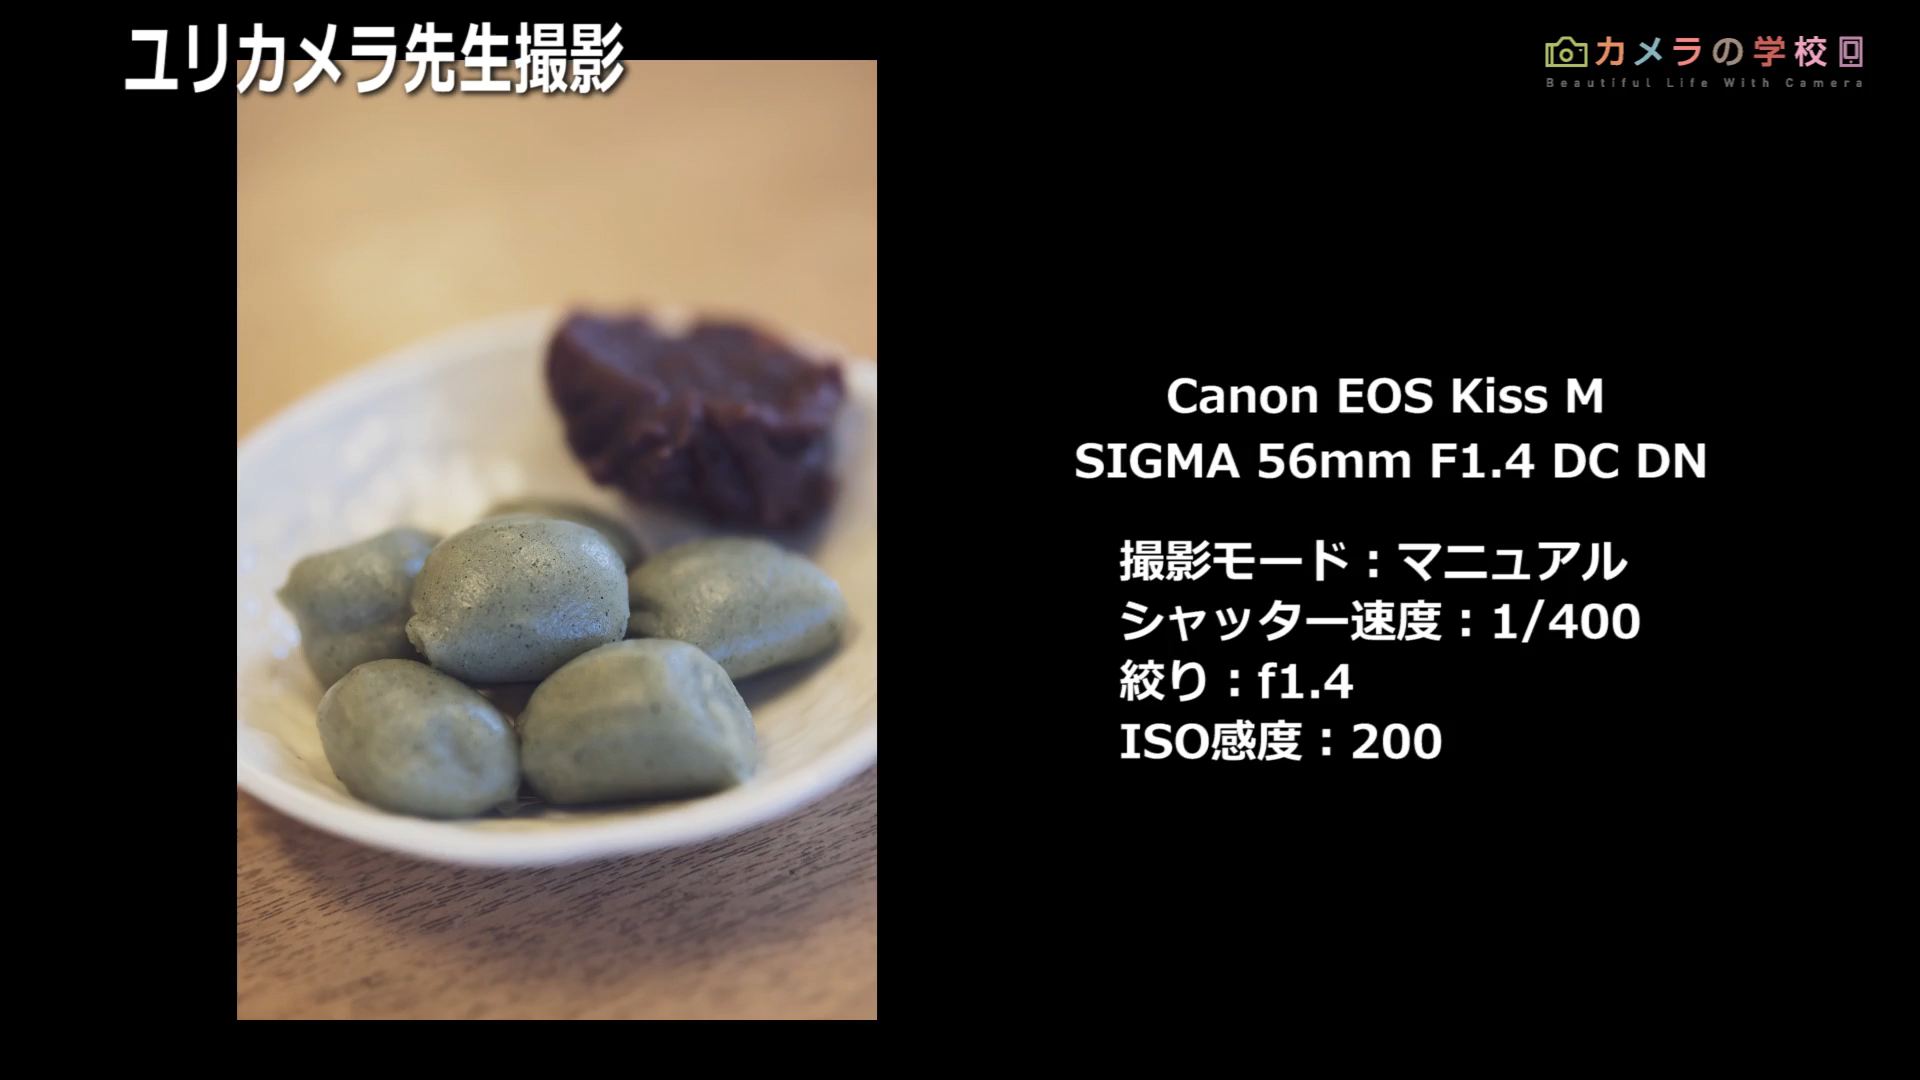 ユリカメラ先生撮影
カメラの学校
Beautiful Life With Camera
Canon EOS Kiss M
SIGMA 56mm F1.4 DC DN
撮影モード：マニュアル
シャッター速度：1/400
絞り：f1.4
ISO感度：200